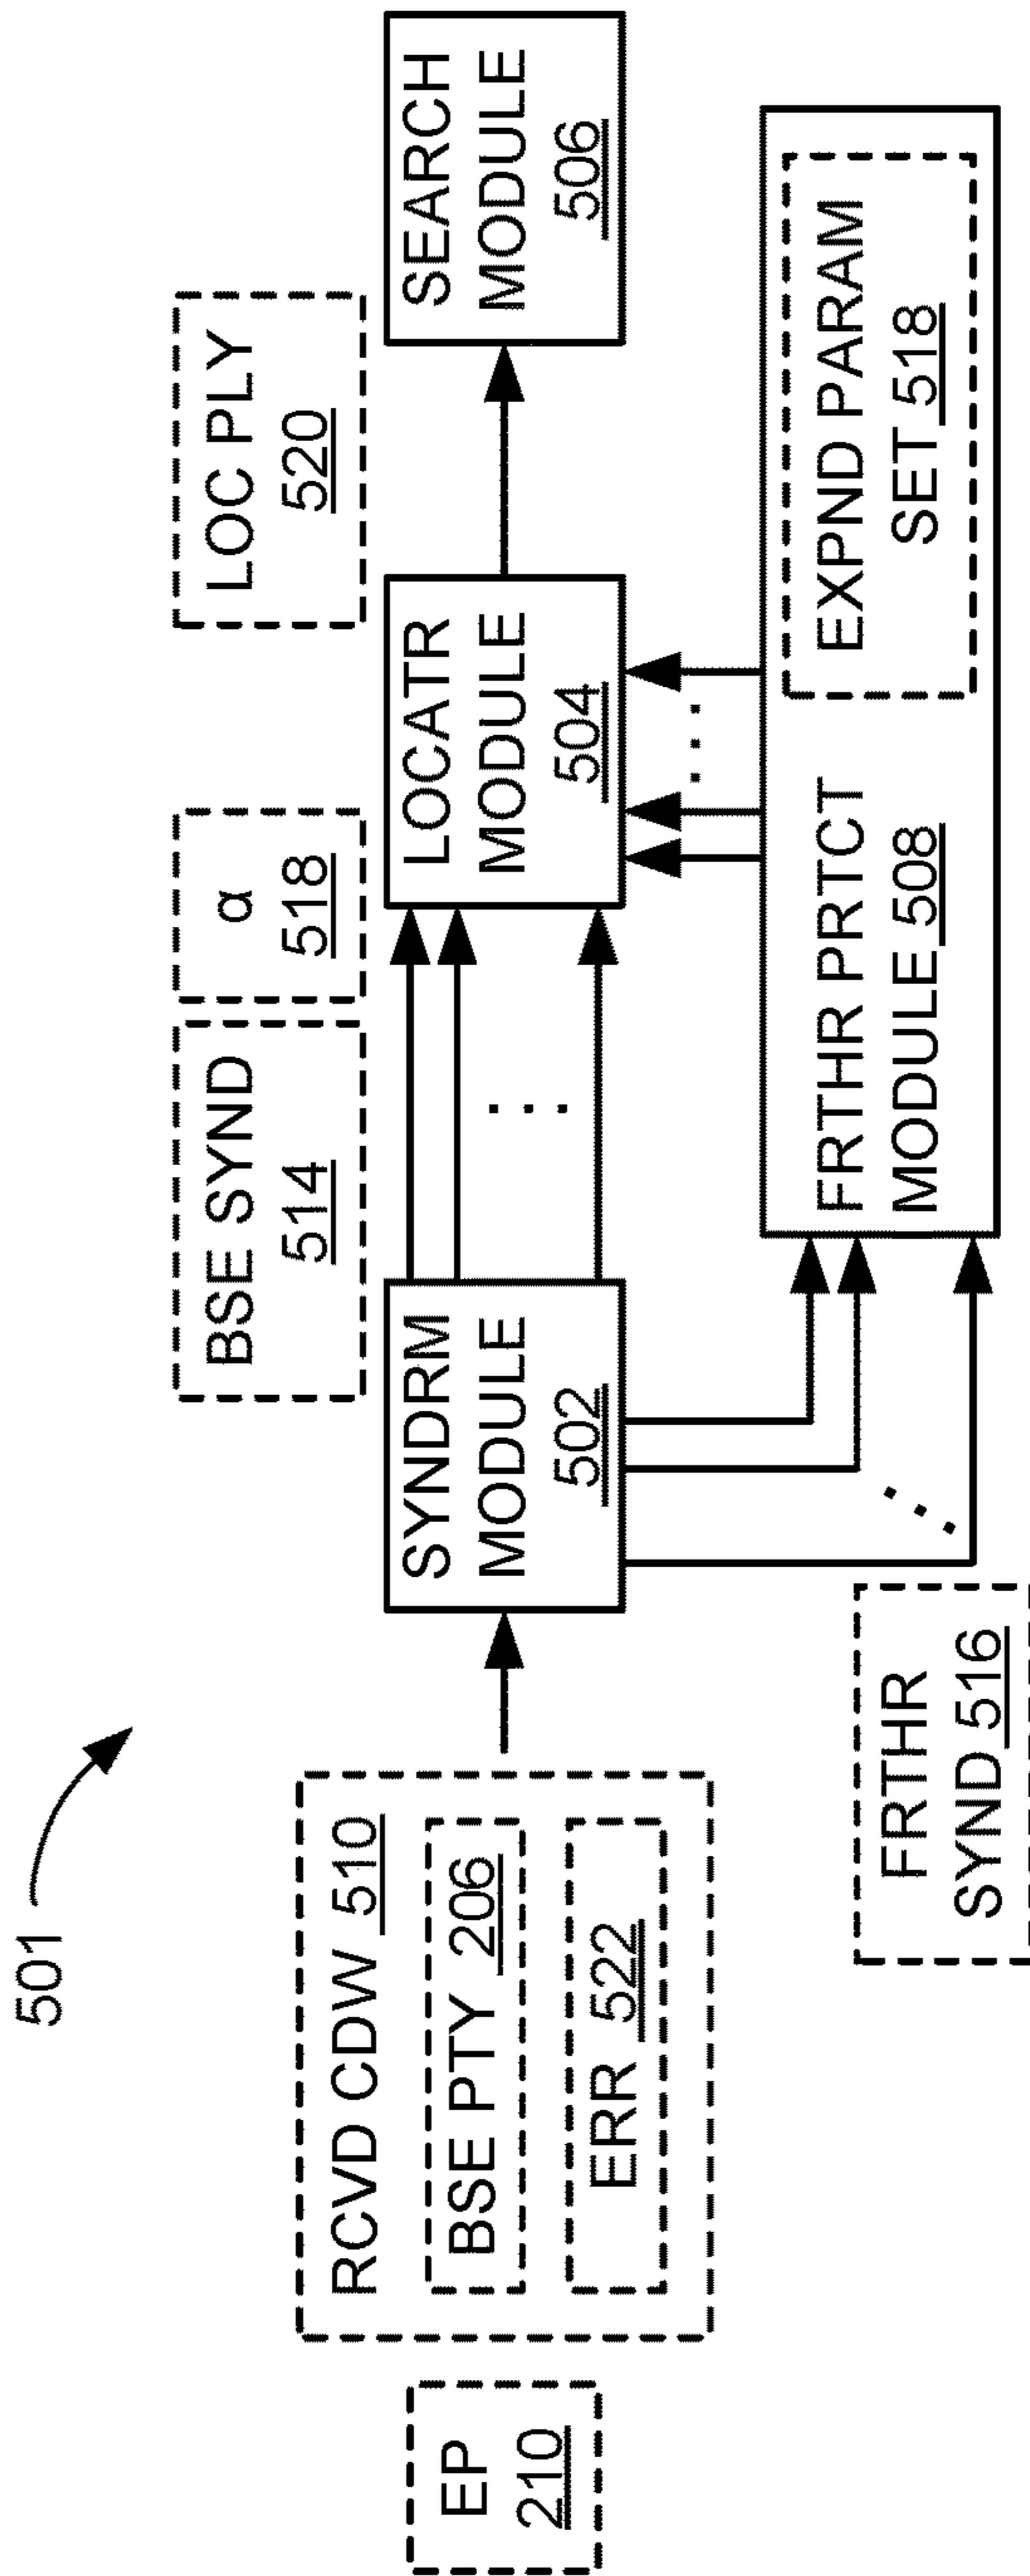 501
EP
210
RCVD CDW 510
BSE PTY 206
ERR 522
SYNDRM
MODULE
502
BSE SYND
514
α
518
LOCATR
MODULE
504
LOC PLY
520
SEARCH
MODULE
506
FRTHR
SYND 516
FRTHR PRTCT
MODULE 508
EXPND PARAM
SET 518